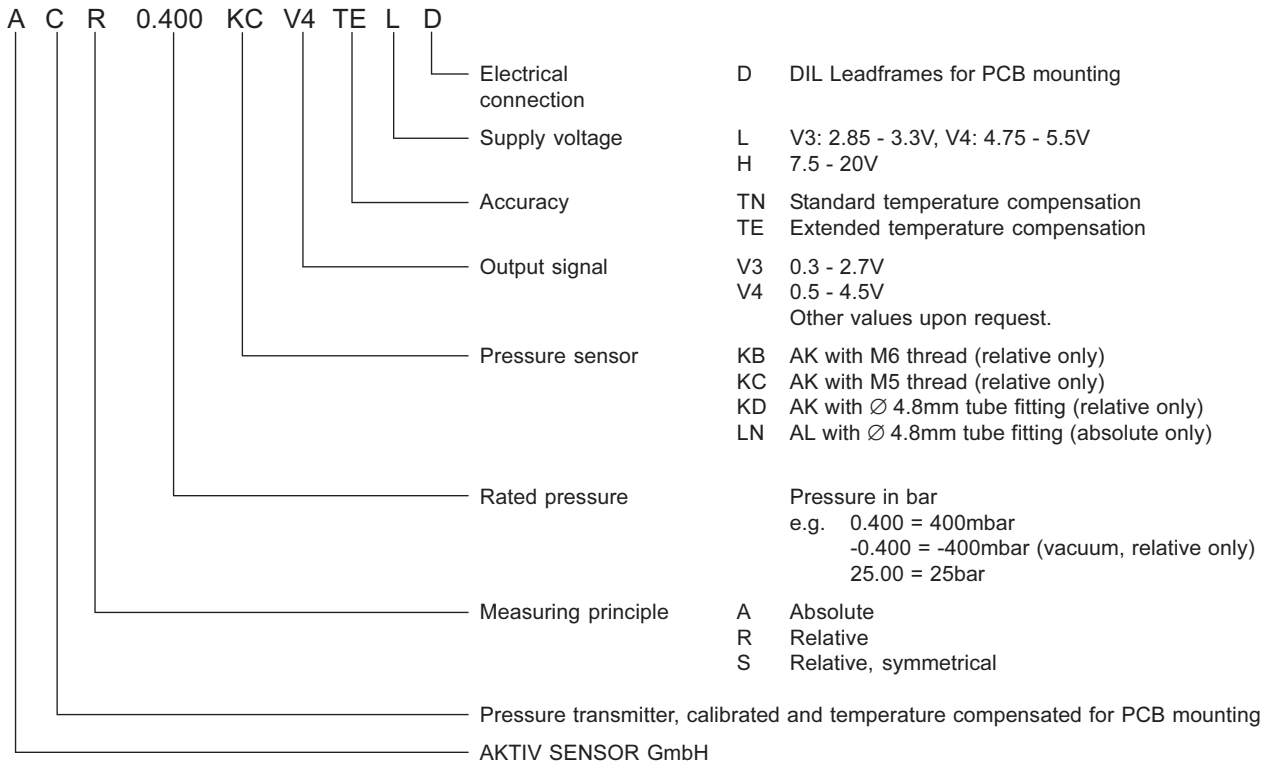 A C R 0.400 KC V4 TE L D
Electrical D DIL Leadframes for PCB mounting
connection
Supply voltage L V3: 2.85 - 3.3V, V4: 4.75 - 5.5V
H 7.5 - 20V
Accuracy TN Standard temperature compensation
TE Extended temperature compensation
Output signal V3 0.3 - 2.7V
V4 0.5 - 4.5V
Other values upon request.
Pressure sensor KB AK with M6 thread (relative only)
KC AK with M5 thread (relative only)
KD AK with ∅ 4.8mm tube fitting (relative only)
LN AL with ∅ 4.8mm tube fitting (absolute only)
Rated pressure Pressure in bar
e.g. 0.400 = 400mbar
-0.400 = -400mbar (vacuum, relative only)
25.00 = 25bar
Measuring principle A Absolute
R Relative
S Relative, symmetrical
Pressure transmitter, calibrated and temperature compensated for PCB mounting
AKTIV SENSOR GmbH